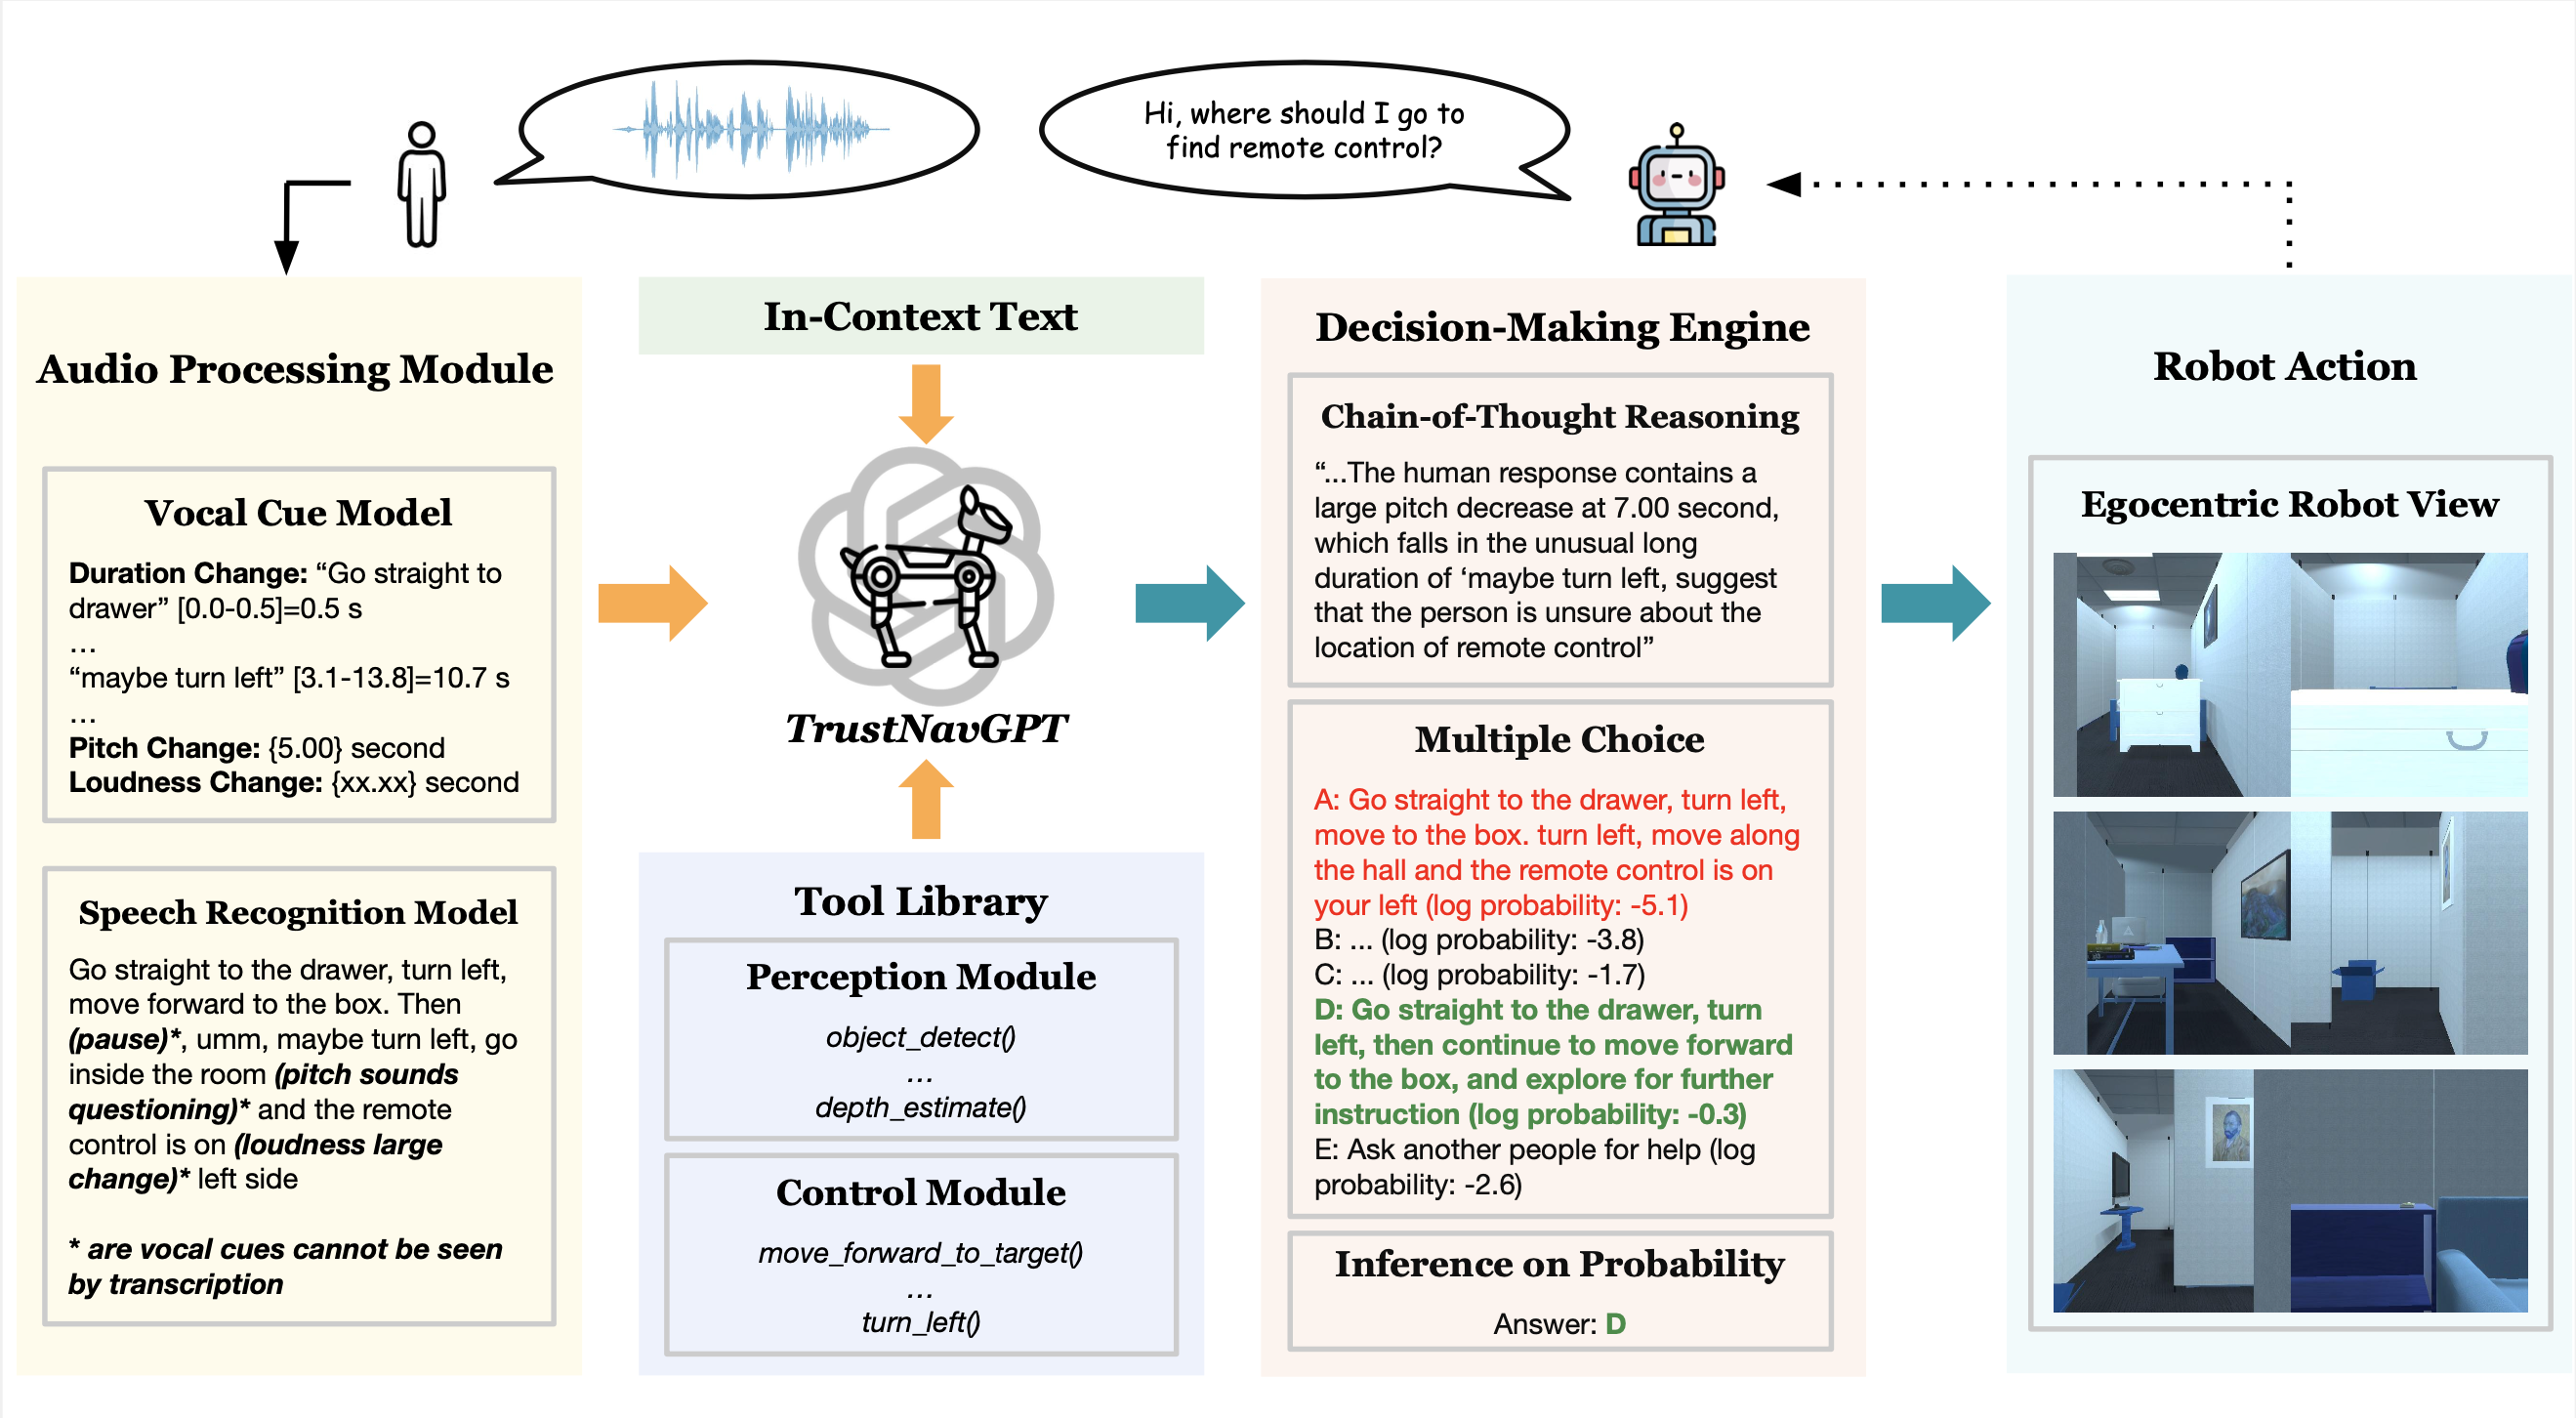 Hi, where should I go to
find remote control?
Audio Processing Module
Vocal Cue Model
Duration Change: “Go straight to
drawer” [0.0-0.5]=0.5 s
...
“maybe turn left” [3.1-13.8]=10.7 s
...
Pitch Change: {5.00} second
Loudness Change: {xx.xx} second
Speech Recognition Model
Go straight to the drawer, turn left,
move forward to the box. Then
(pause)*, umm, maybe turn left, go
inside the room (pitch sounds
questioning)* and the remote
control is on (loudness large
change)* left side
* are vocal cues cannot be seen
by transcription
In-Context Text
TrustNavGPT
Tool Library
Perception Module
object_detect()
...
depth_estimate()
Control Module
move_forward_to_target()
...
turn_left()
Decision-Making Engine
Chain-of-Thought Reasoning
“...The human response contains a
large pitch decrease at 7.00 second,
which falls in the unusual long
duration of ‘maybe turn left, suggest
that the person is unsure about the
location of remote control”
Multiple Choice
A: Go straight to the drawer, turn left,
move to the box. turn left, move along
the hall and the remote control is on
your left (log probability: -5.1)
B: ... (log probability: -3.8)
C: ... (log probability: -1.7)
D: Go straight to the drawer, turn
left, then continue to move forward
to the box, and explore for further
instruction (log probability: -0.3)
E: Ask another people for help (log
probability: -2.6)
Inference on Probability
Answer: D
Robot Action
Egocentric Robot View